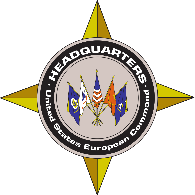 HEADQUARTERS
United States European Command